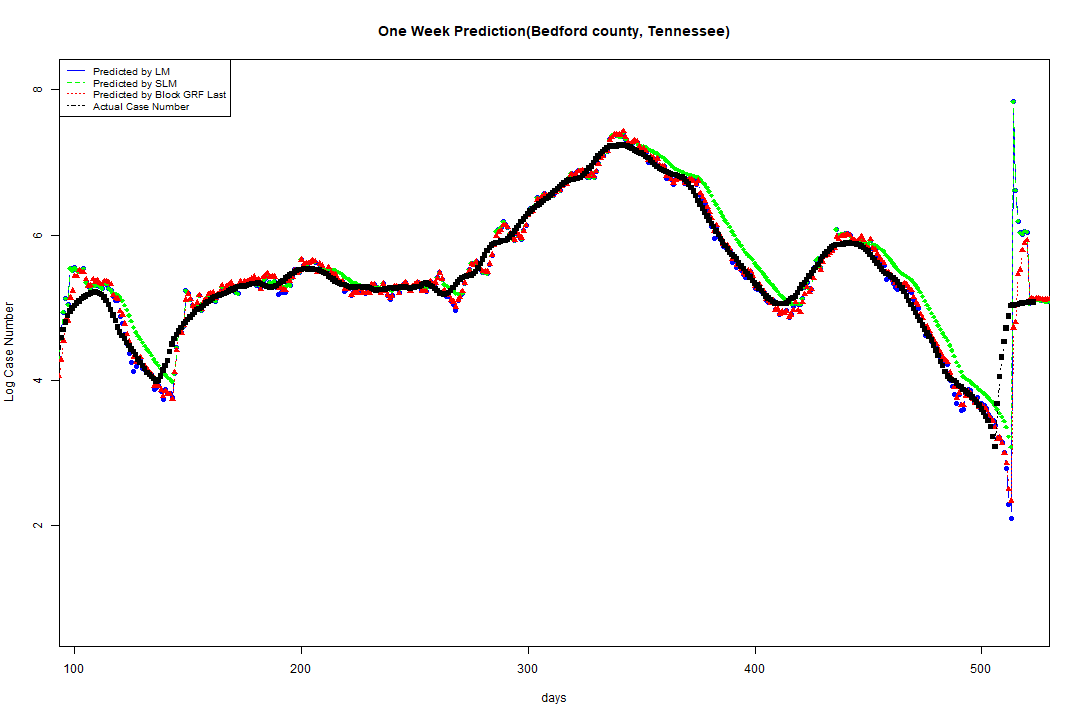 One Week Prediction(Bedford county, Tennessee)
Predicted by LM
Predicted by SLM
Predicted by Block GRF Last
Actual Case Number
8
6
4
2
Log Case Number
100 200 300 400 500
days